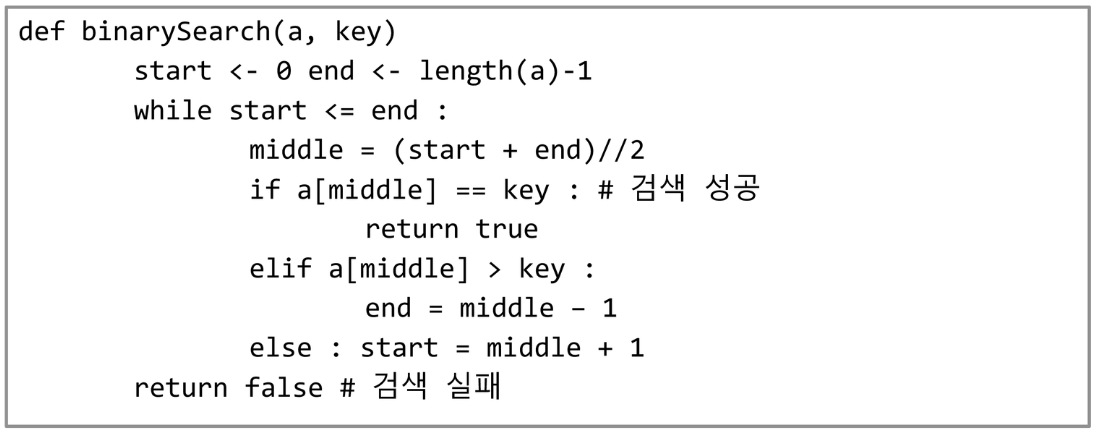 def binarySearch(a, key)
start <- 0 end <- length(a)-1
while start <= end :
middle = (start + end)//2
if a[middle] == key : # 검색 성공
return true
elif a[middle] > key :
end = middle – 1
else : start = middle + 1
return false # 검색 실패